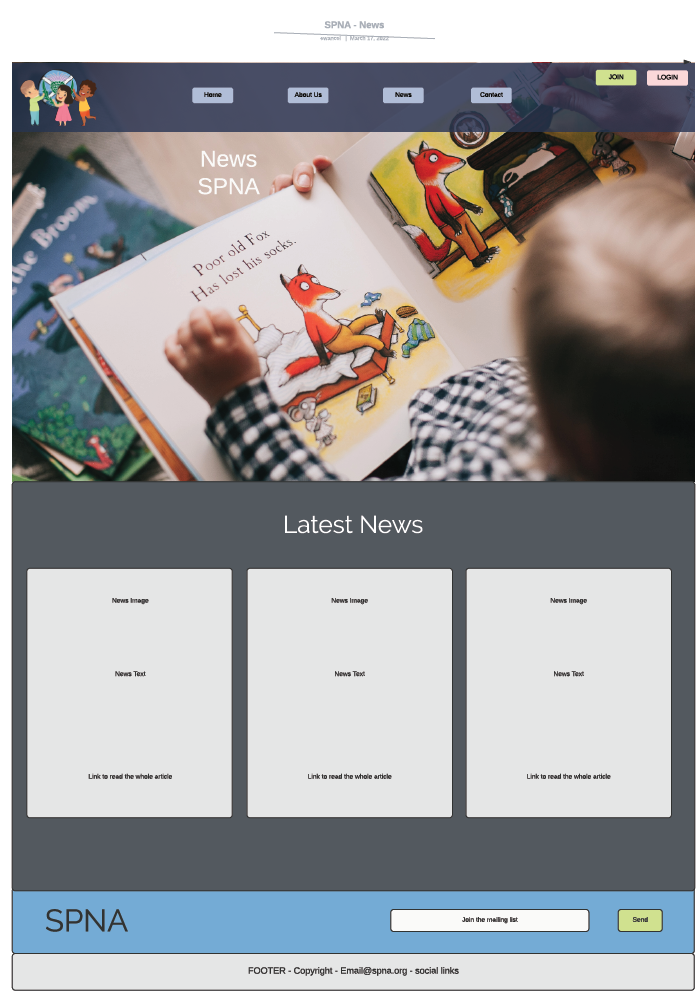 SPNA - News
ewancxl | March 17, 2022
JOIN
LOGIN
Home
About Us
News
Contact
News
SPNA
the Broom
Poor old Fox
Has lost his socks.
Latest News
News Image
News Image
News Image
News Text
News Text
News Text
Link to read the whole article
Link to read the whole article
Link to read the whole article
SPNA
Join the mailing list
Send
FOOTER - Copyright - Email@spna.org - social links